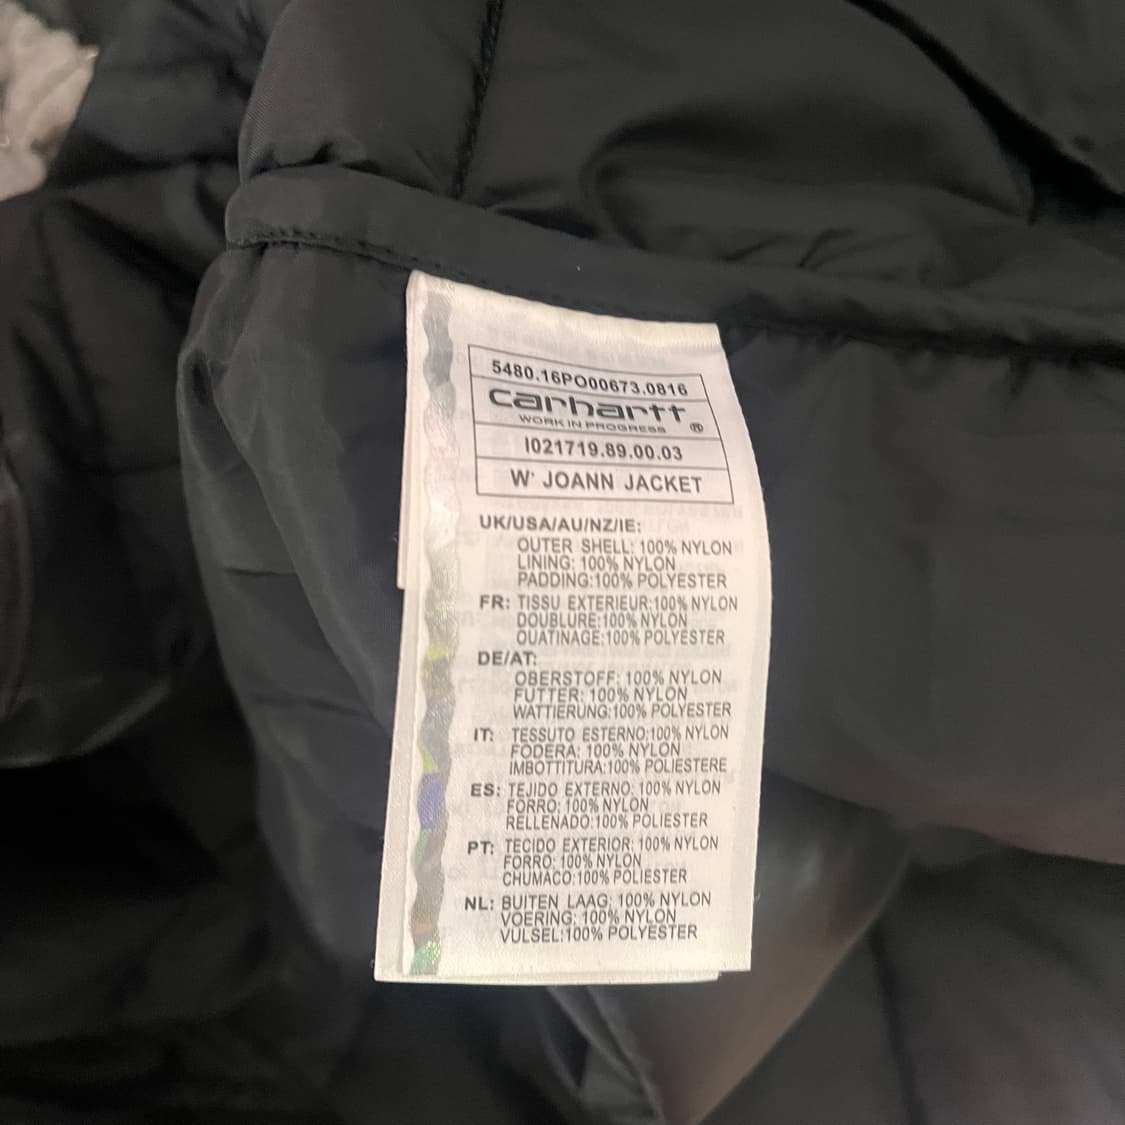 5480.16PO00673.0816
carhartt
WORK IN PROGRESS ®
I021719.89.00.03
W' JOANN JACKET
UK/USA/AU/NZ/IE:
OUTER SHELL: 100% NYLON
LINING: 100% NYLON
PADDING:100% POLYESTER
FR: TISSU EXTERIEUR:100% NYLON
DOUBLURE:100% NYLON
OUATINAGE:100% POLYESTER
DE/AT:
OBERSTOFF: 100% NYLON
FUTTER: 100% NYLON
WATTIERUNG:100% POLYESTER
IT: TESSUTO ESTERNO:100% NYLON
FODERA: 100% NYLON
IMBOTTITURA:100% POLIESTERE
ES: TEJIDO EXTERNO: 100% NYLON
FORRO: 100% NYLON
RELLENADO:100% POLIESTER
PT: TECIDO EXTERIOR: 100% NYLON
FORRO: 100% NYLON
CHUMACO:100% POLIESTER
NL: BUITEN LAAG: 100% NYLON
VOERING: 100% NYLON
VULSEL:100% POLYESTER